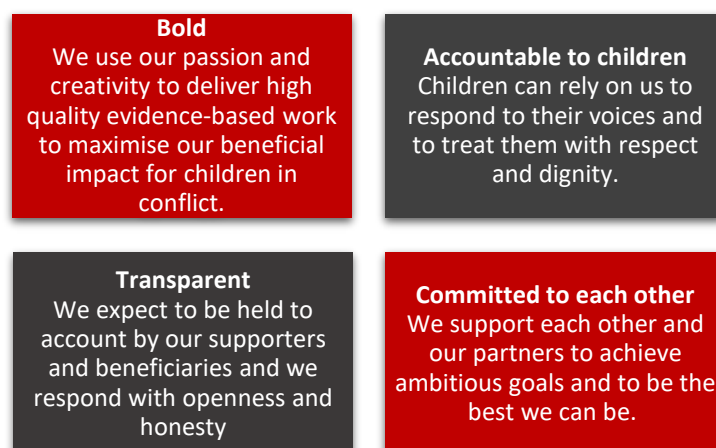 Bold
We use our passion and
creativity to deliver high
quality evidence-based work
to maximise our beneficial
impact for children in
conflict.
Accountable to children
Children can rely on us to
respond to their voices and
to treat them with respect
and dignity.
Transparent
We expect to be held to
account by our supporters
and beneficiaries and we
respond with openness and
honesty
Committed to each other
We support each other and
our partners to achieve
ambitious goals and to be the
best we can be.